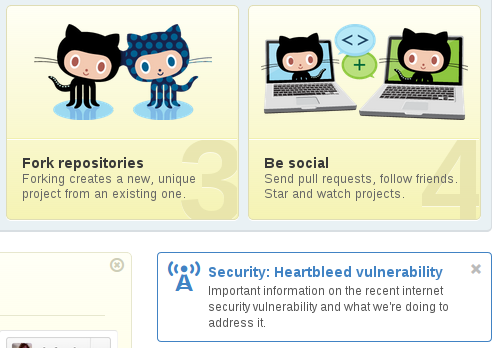 <>
+
3
Fork repositories
Forking creates a new, unique
project from an existing one.
4
Be social
Send pull requests, follow friends.
Star and watch projects.
Security: Heartbleed vulnerability
Important information on the recent internet
security vulnerability and what we're doing to
address it.